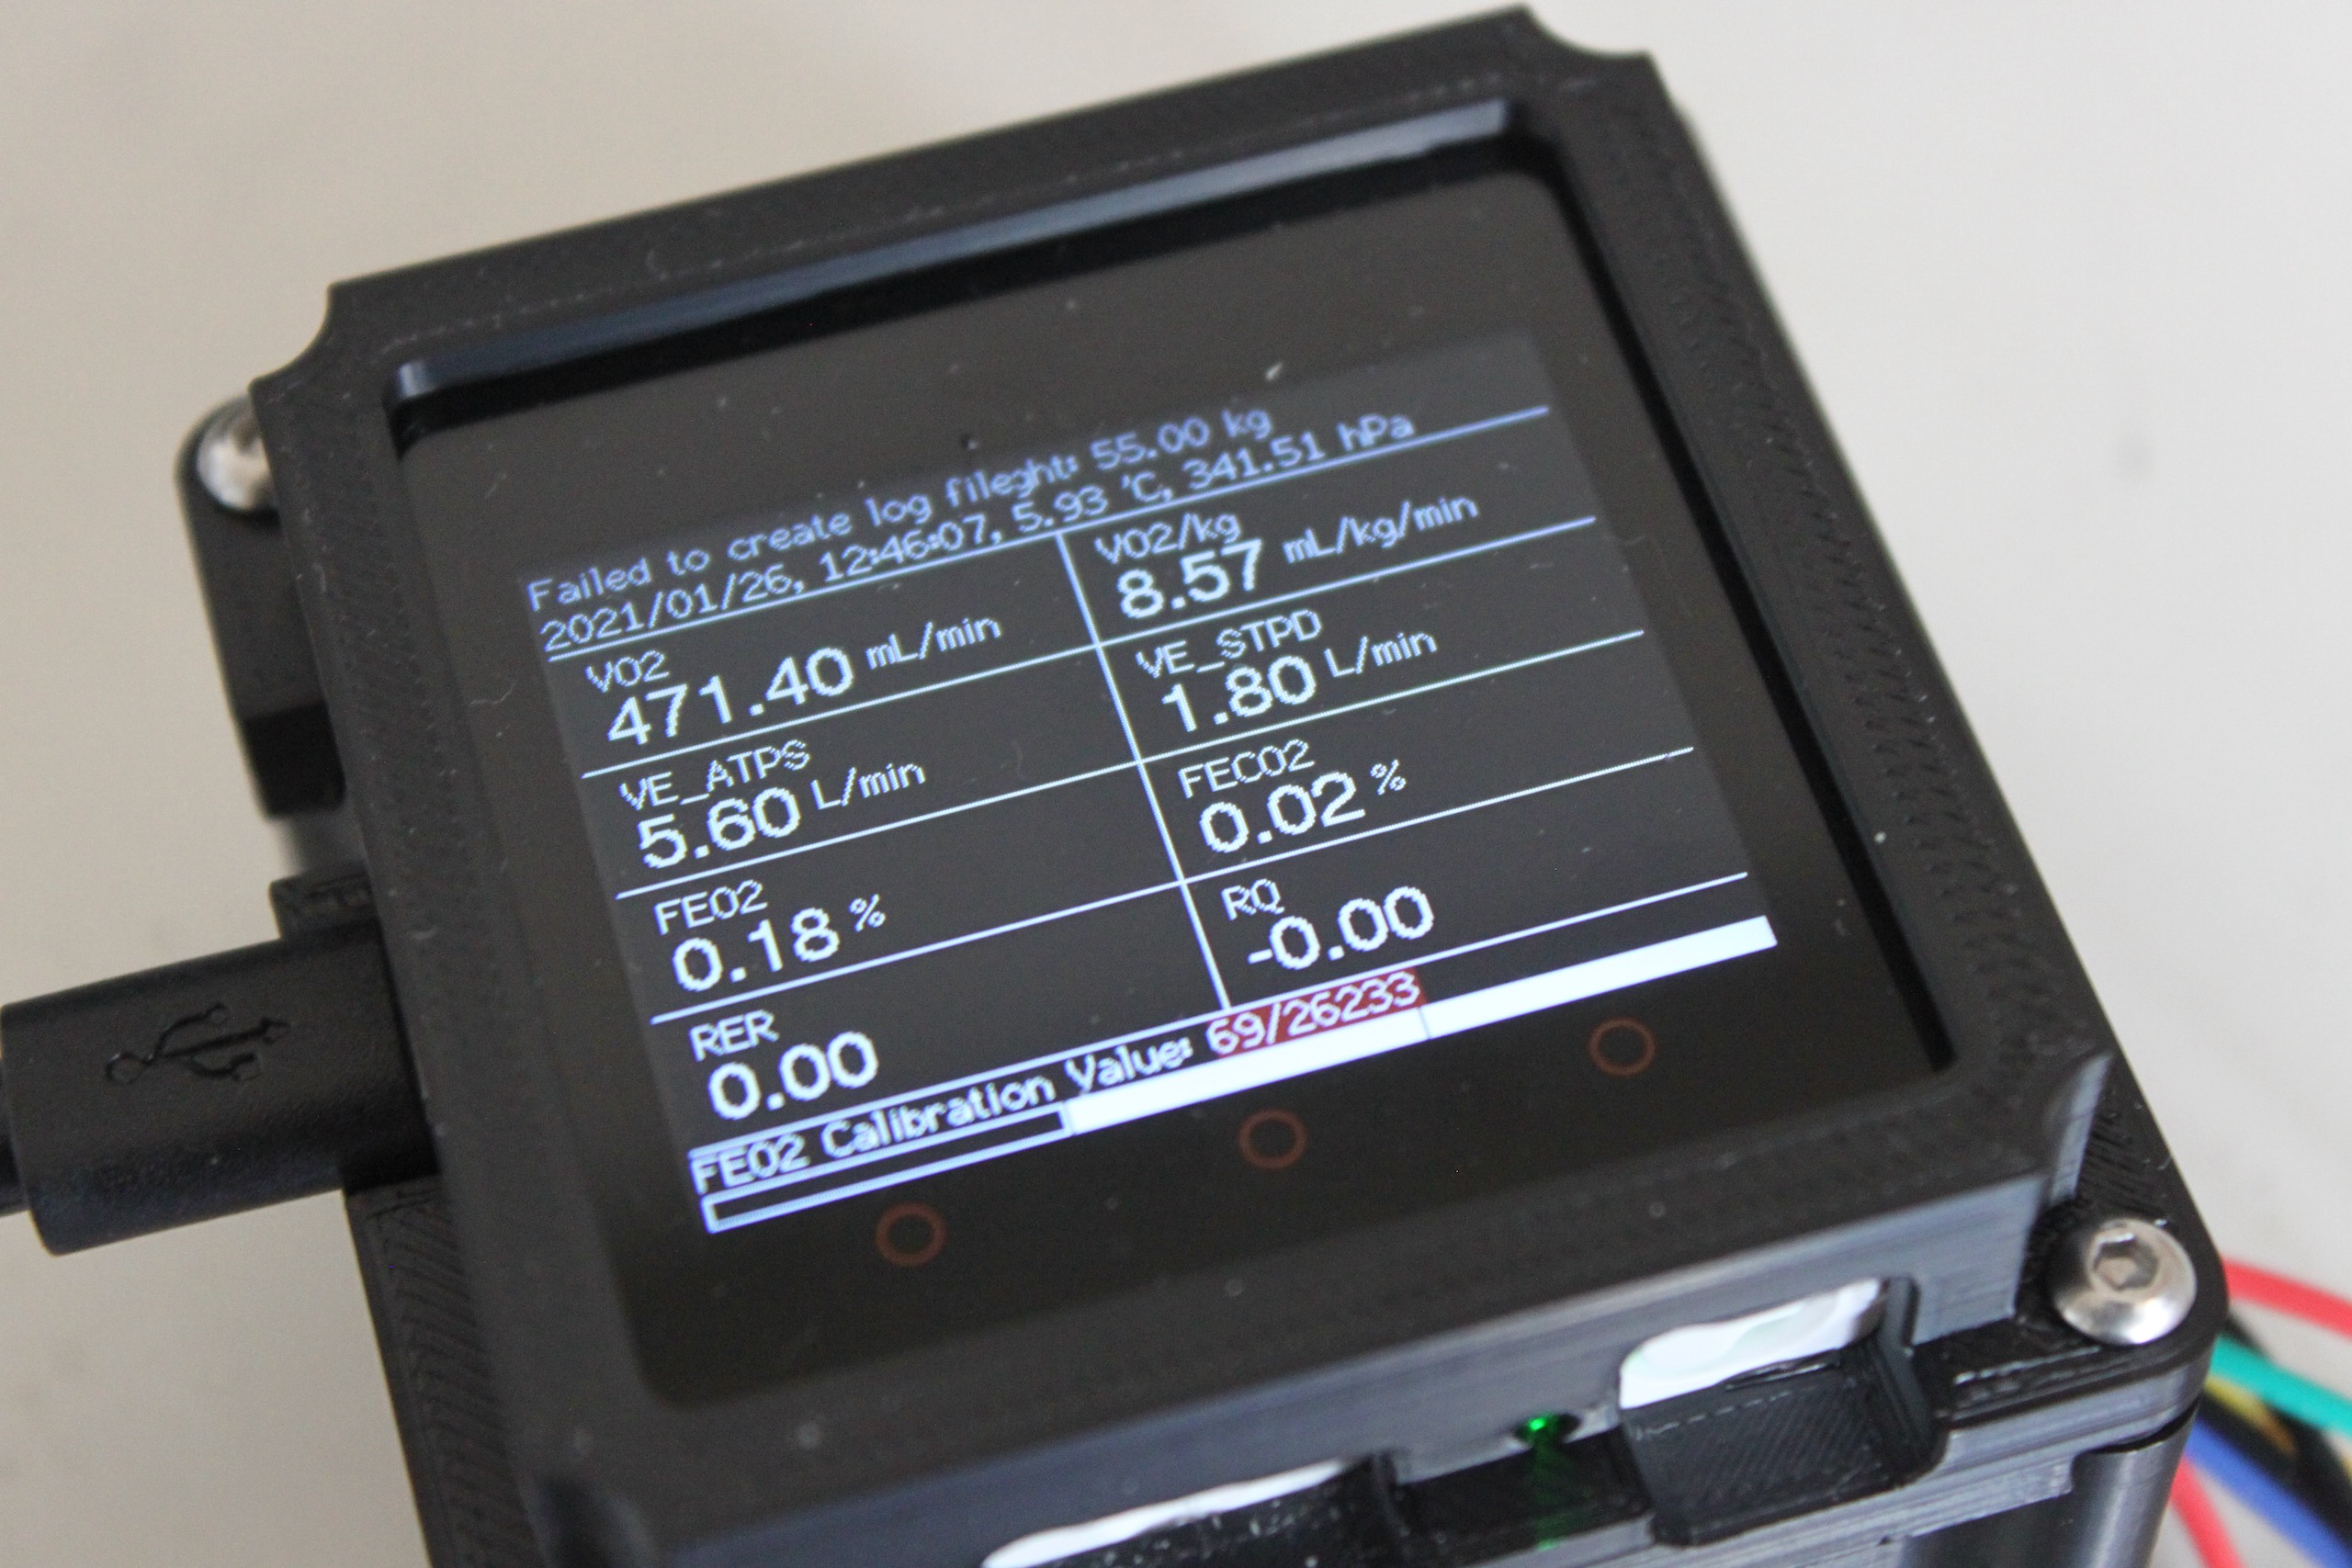 Failed to create log fileght: 55.00 kg
2021/01/26, 12:46:07, 5.93 'C, 341.51 hPa
VO2
471.40 mL/min
VO2/kg
8.57 mL/kg/min
VE_ATPS
5.60 L/min
VE_STPD
1.80 L/min
FEO2
0.18 %
FECO2
0.02 %
RER
0.00
RQ
-0.00
FEO2 Calibration Value: 69/26233